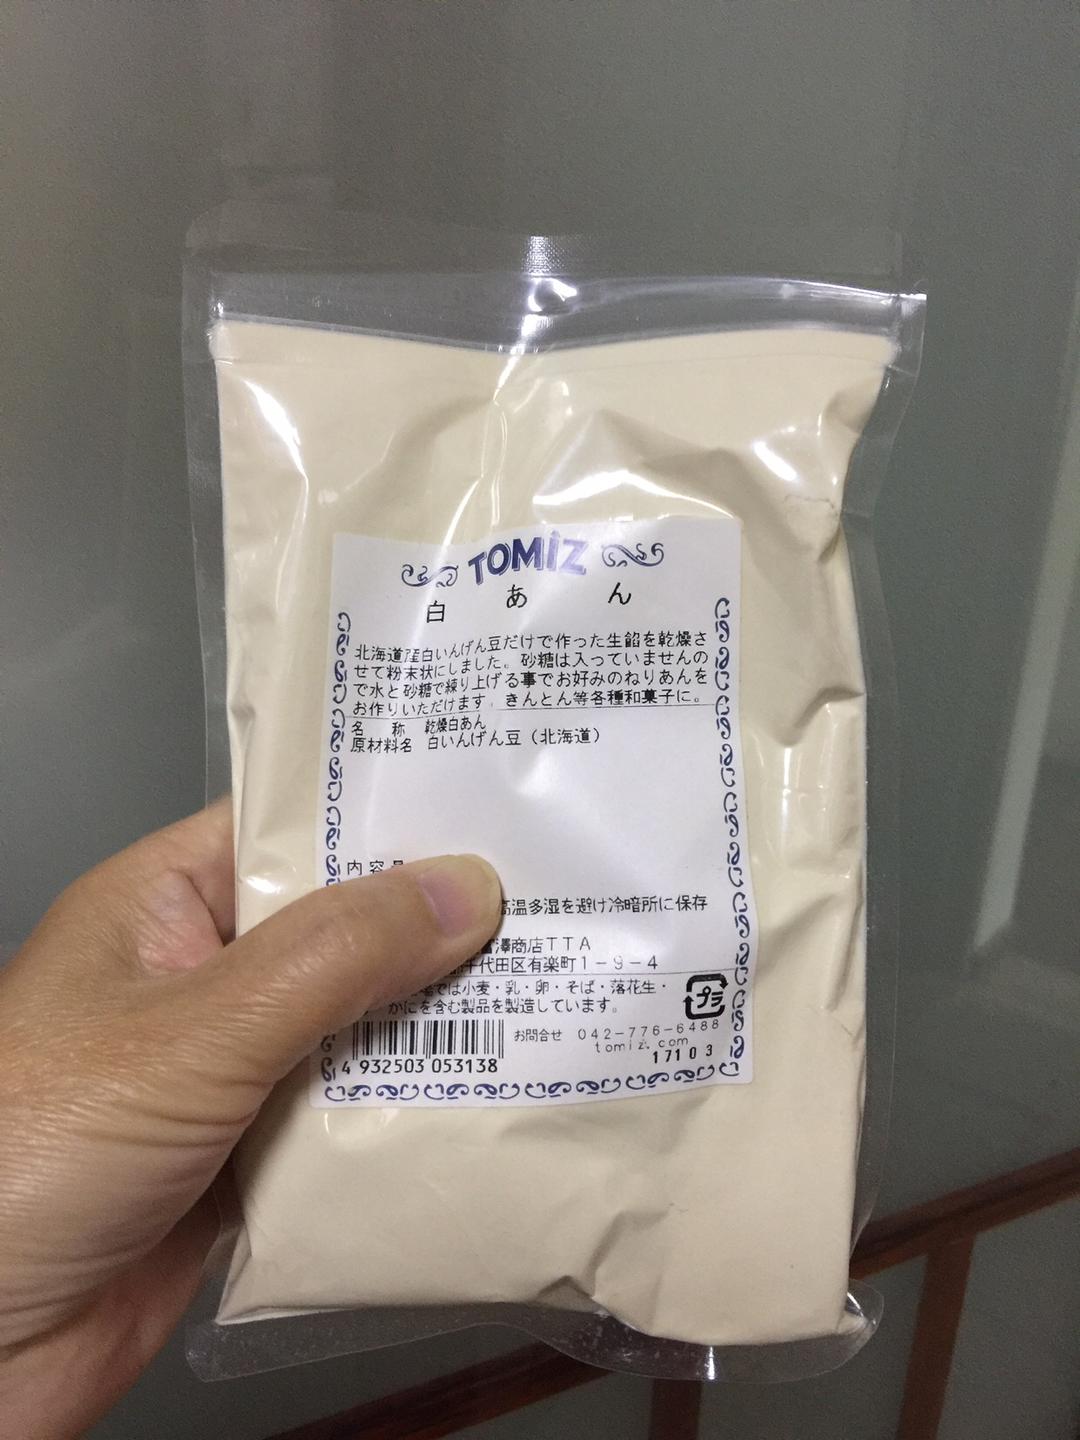 TOMIZ
白あん
北海道産白いんげん豆だけで作った生餡を乾燥さ
せて粉末状にしました。砂糖は入っていませんの
で水と砂糖で練り上げる事でお好みのねりあんを
お作りいただけます。きんとん等各種和菓子に。
名 称 乾燥白あん
原材料名 白いんげん豆（北海道）
内容
高温多湿を避け冷暗所に保存
富澤商店TTA
千代田区有楽町1-9-4
では小麦・乳・卵・そば・落花生・
かにを含む製品を製造しています。
プラ
お問合せ 042-776-6488
tomiz.com
17103
4 932503 053138